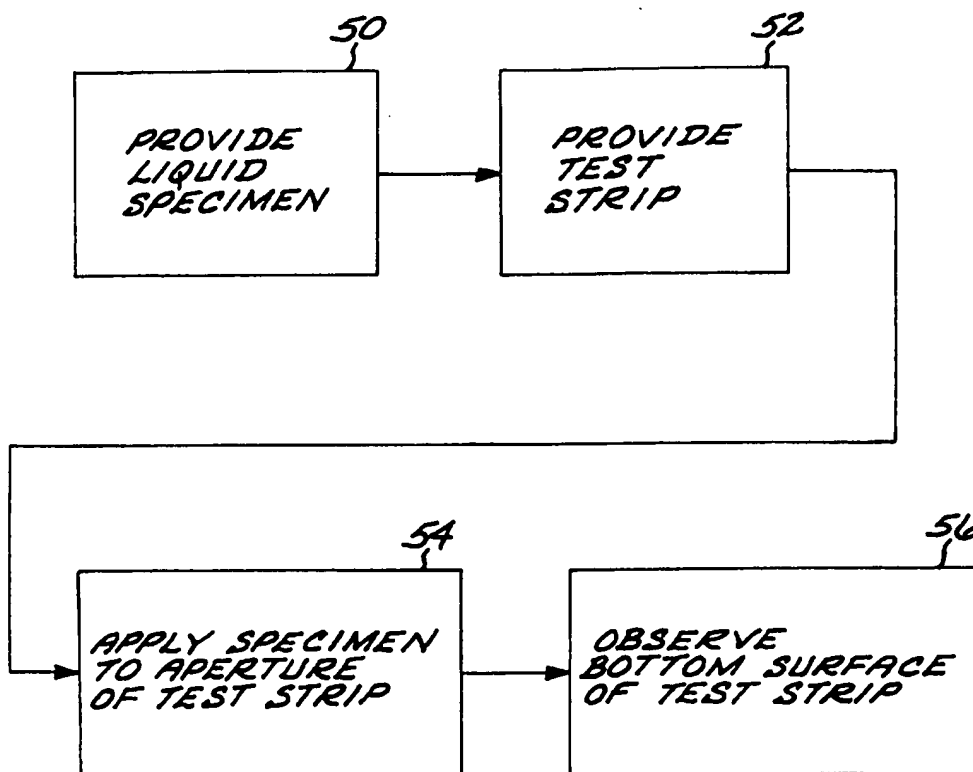 50
PROVIDE
LIQUID
SPECIMEN
52
PROVIDE
TEST
STRIP
54
APPLY SPECIMEN
TO APERTURE
OF TEST STRIP
56
OBSERVE
BOTTOM SURFACE
OF TEST STRIP